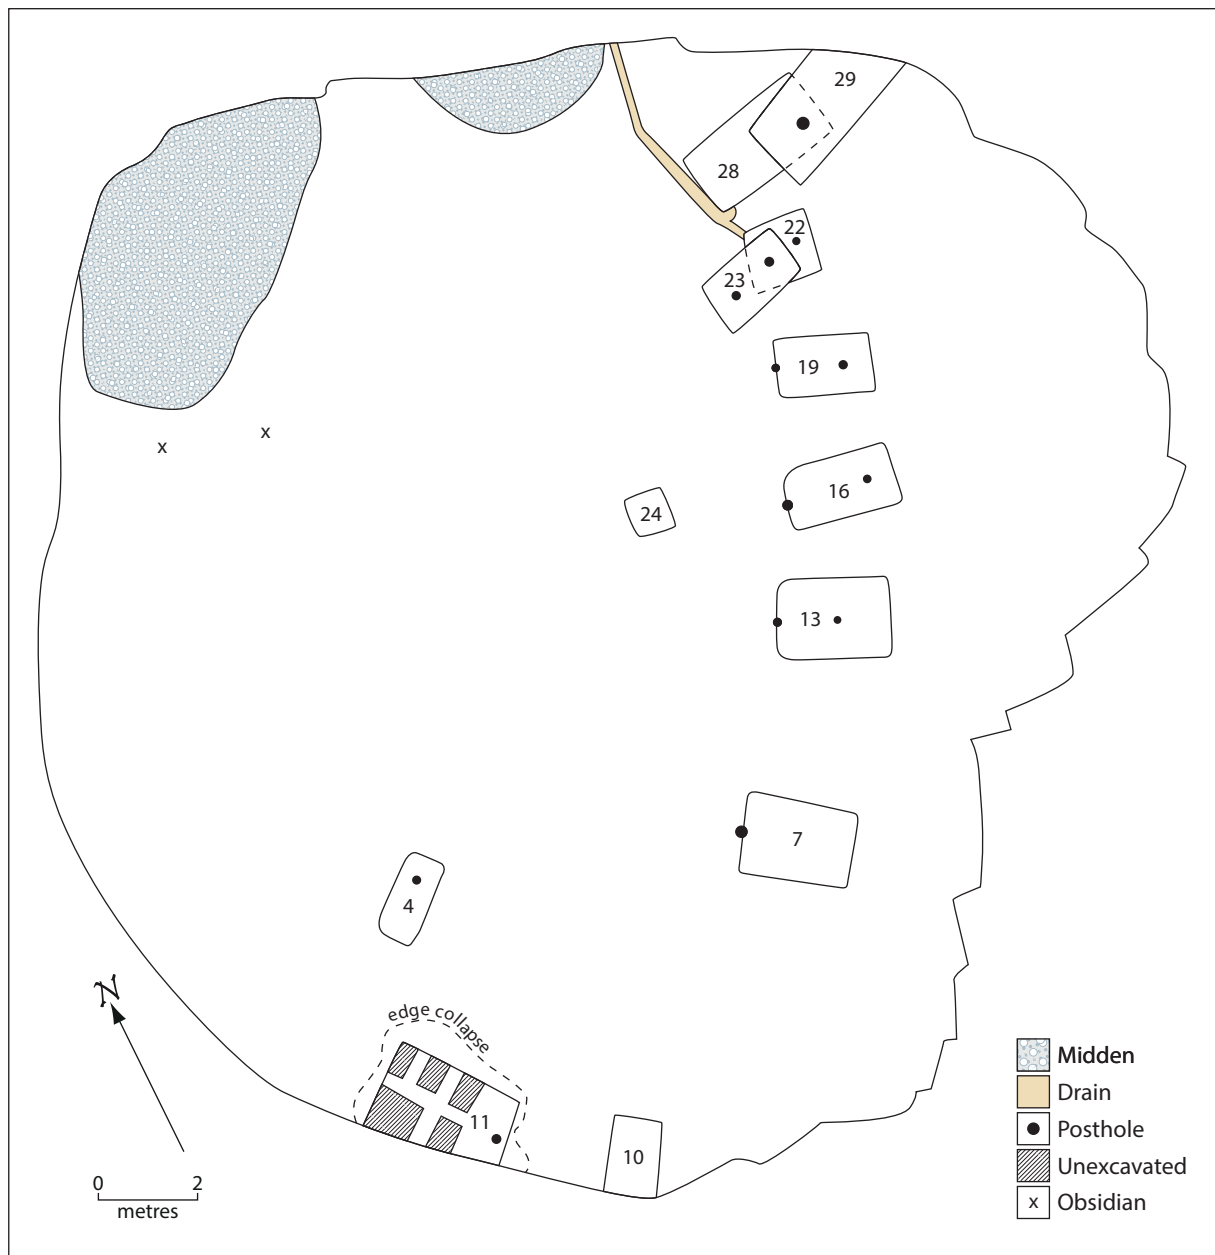 29
28
22
23
19
x
x
16
24
13
7
4
N
edge collapse
11
10
0 2
metres
Midden
Drain
Posthole
Unexcavated
x Obsidian